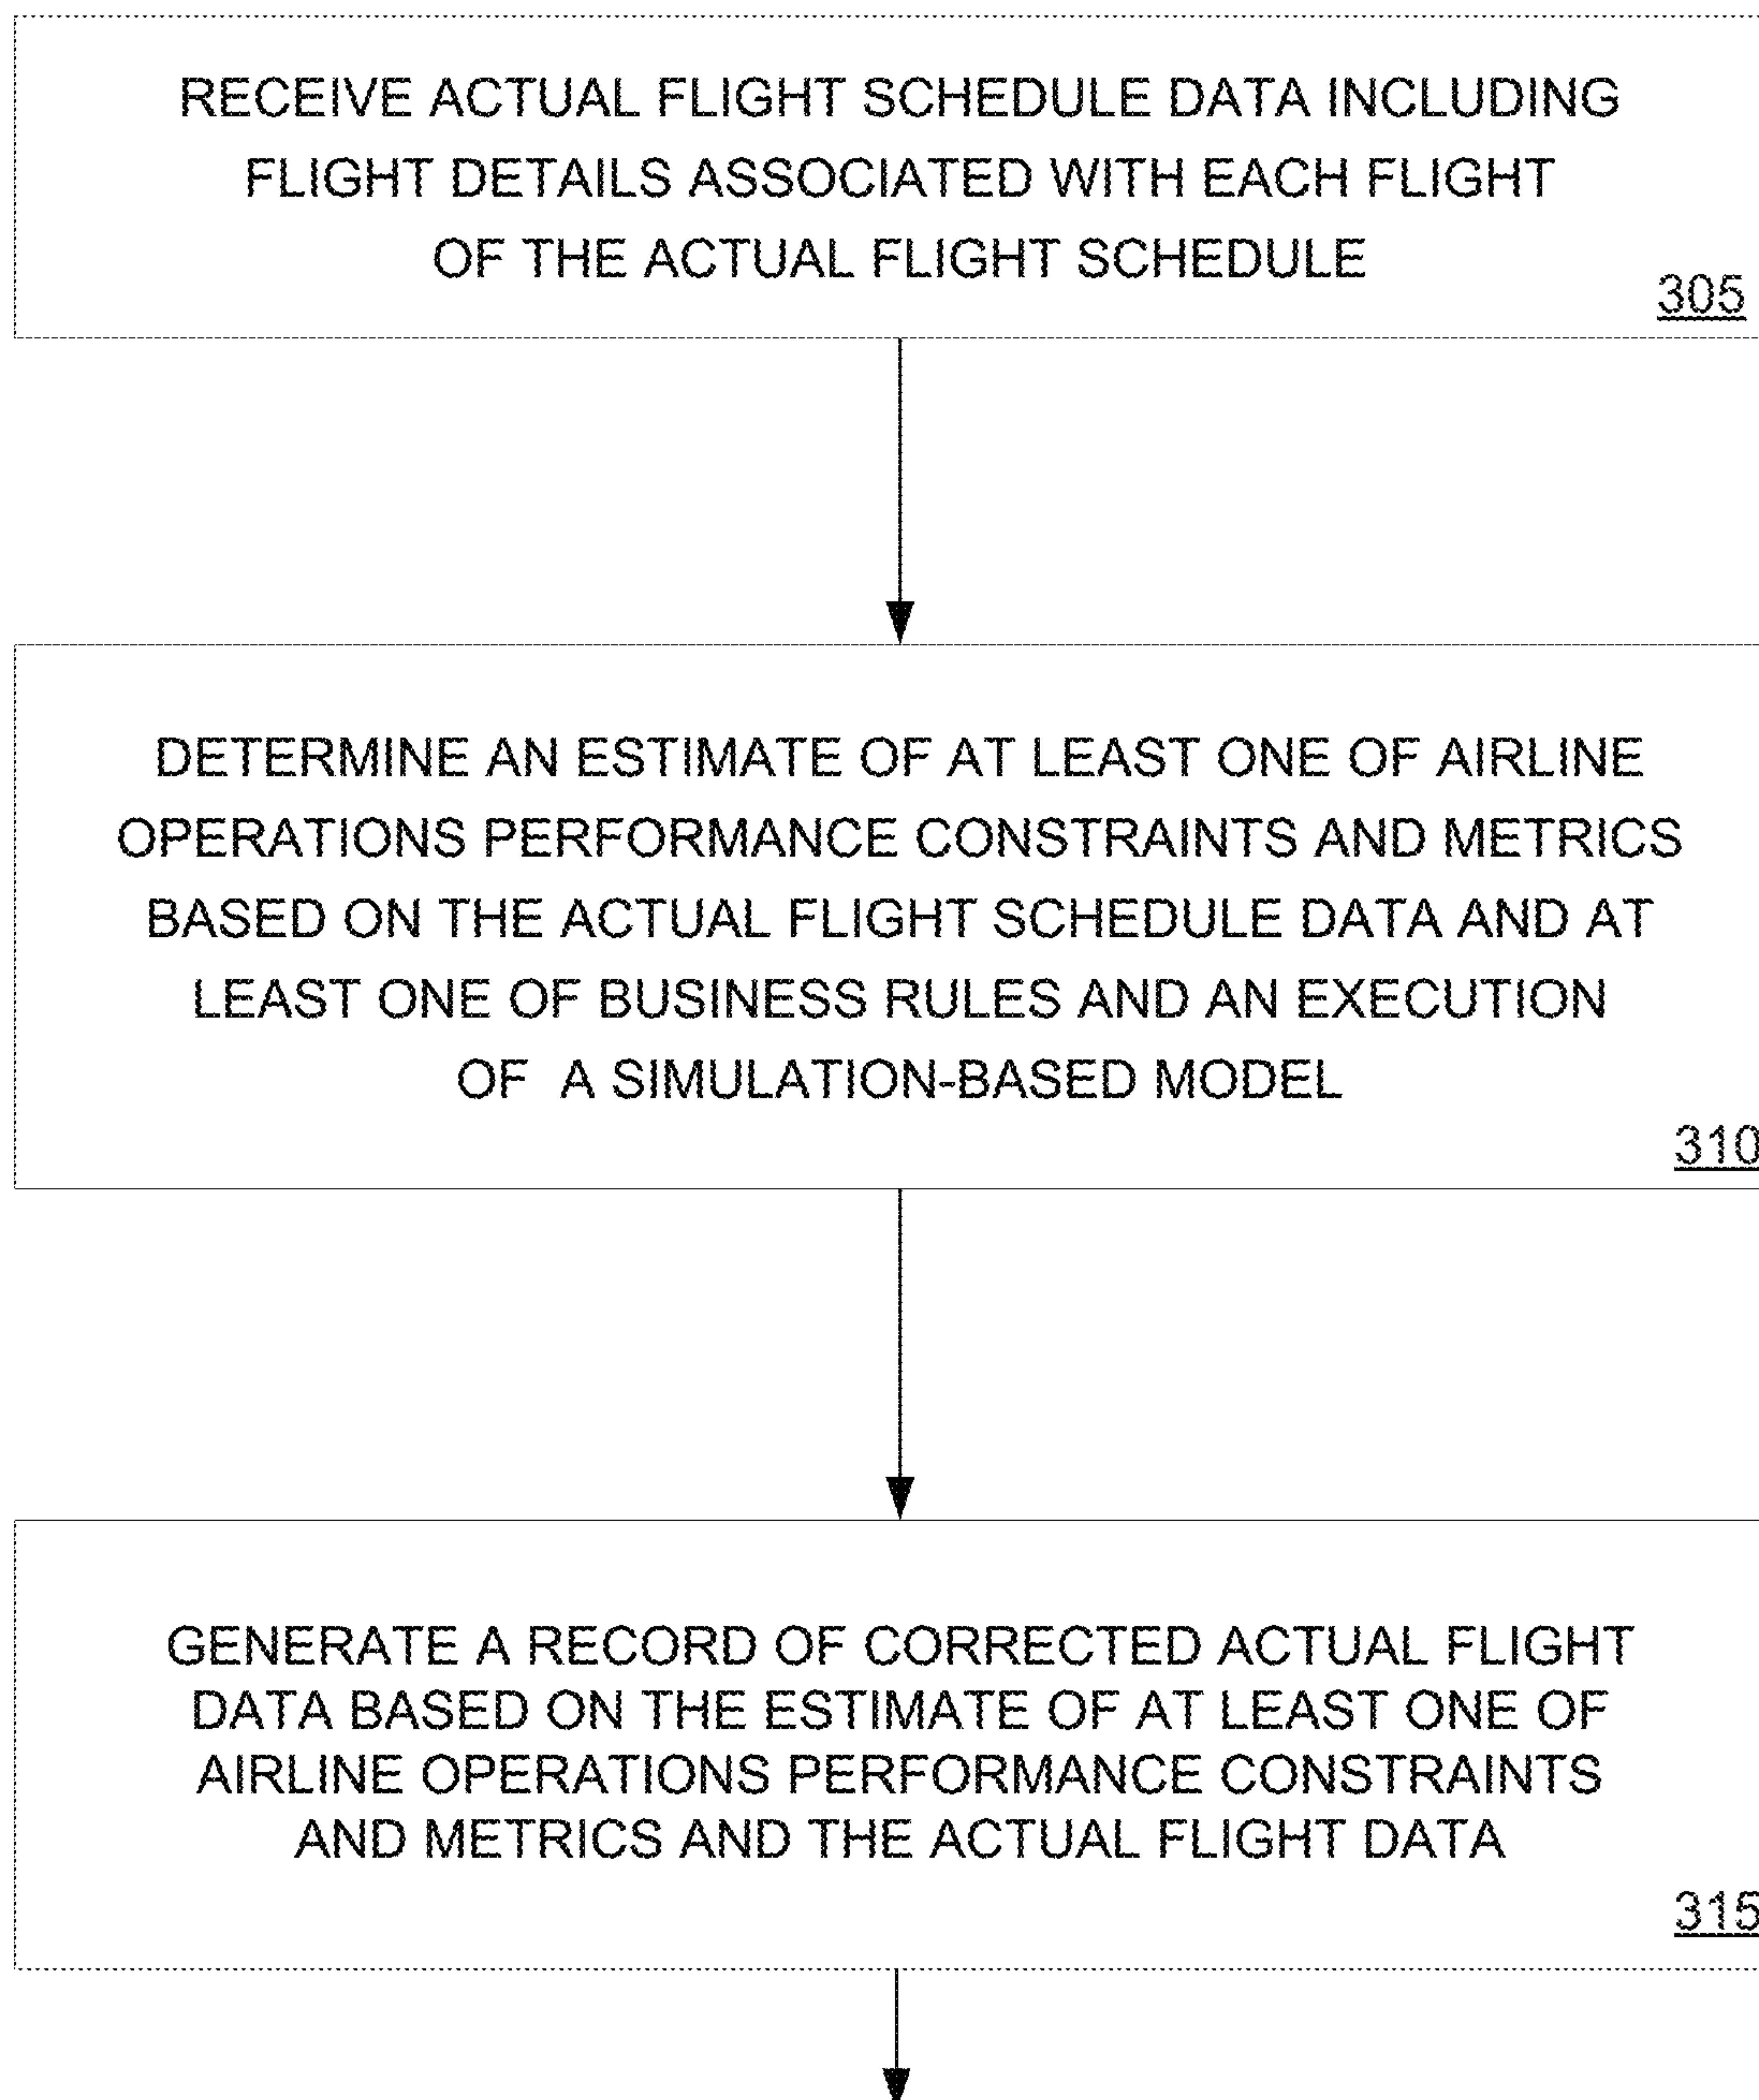 RECEIVE ACTUAL FLIGHT SCHEDULE DATA INCLUDING
FLIGHT DETAILS ASSOCIATED WITH EACH FLIGHT
OF THE ACTUAL FLIGHT SCHEDULE
305
DETERMINE AN ESTIMATE OF AT LEAST ONE OF AIRLINE
OPERATIONS PERFORMANCE CONSTRAINTS AND METRICS
BASED ON THE ACTUAL FLIGHT SCHEDULE DATA AND AT
LEAST ONE OF BUSINESS RULES AND AN EXECUTION
OF A SIMULATION-BASED MODEL
310
GENERATE A RECORD OF CORRECTED ACTUAL FLIGHT
DATA BASED ON THE ESTIMATE OF AT LEAST ONE OF
AIRLINE OPERATIONS PERFORMANCE CONSTRAINTS
AND METRICS AND THE ACTUAL FLIGHT DATA
315